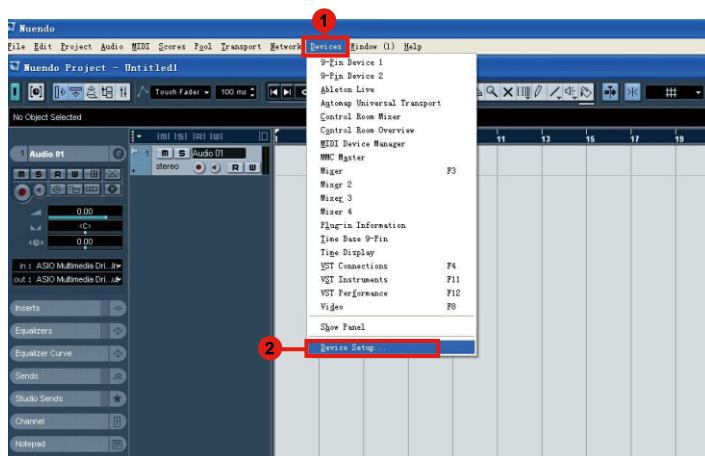 1
Nuendo
File Edit Project Audio MIDI Scores Pool Transport Network Devices Window (1) Help
Nuendo Project - Untitled1
Touch Fader 100 ms
No Object Selected
1 Audio 01
m S R W
0.00
<C>
0.00
in : ASIO Multimedia Dri...In
out : ASIO Multimedia Dri...ut
Inserts
Equalizers
Equalizer Curve
Sends
Studio Sends
Channel
Notepad
1 m S Audio 01
stereo R W
9-Pin Device 1
9-Pin Device 2
Ableton Live
Automap Universal Transport
Control Room Mixer
Control Room Overview
MIDI Device Manager
MMC Master
Mixer F3
Mixer 2
Mixer 3
Mixer 4
Plug-in Information
Time Base 9-Pin
Time Display
VST Connections F4
VST Instruments F11
VST Performance F12
Video F8
Show Panel
2
Device Setup...
11 13 15 17 19